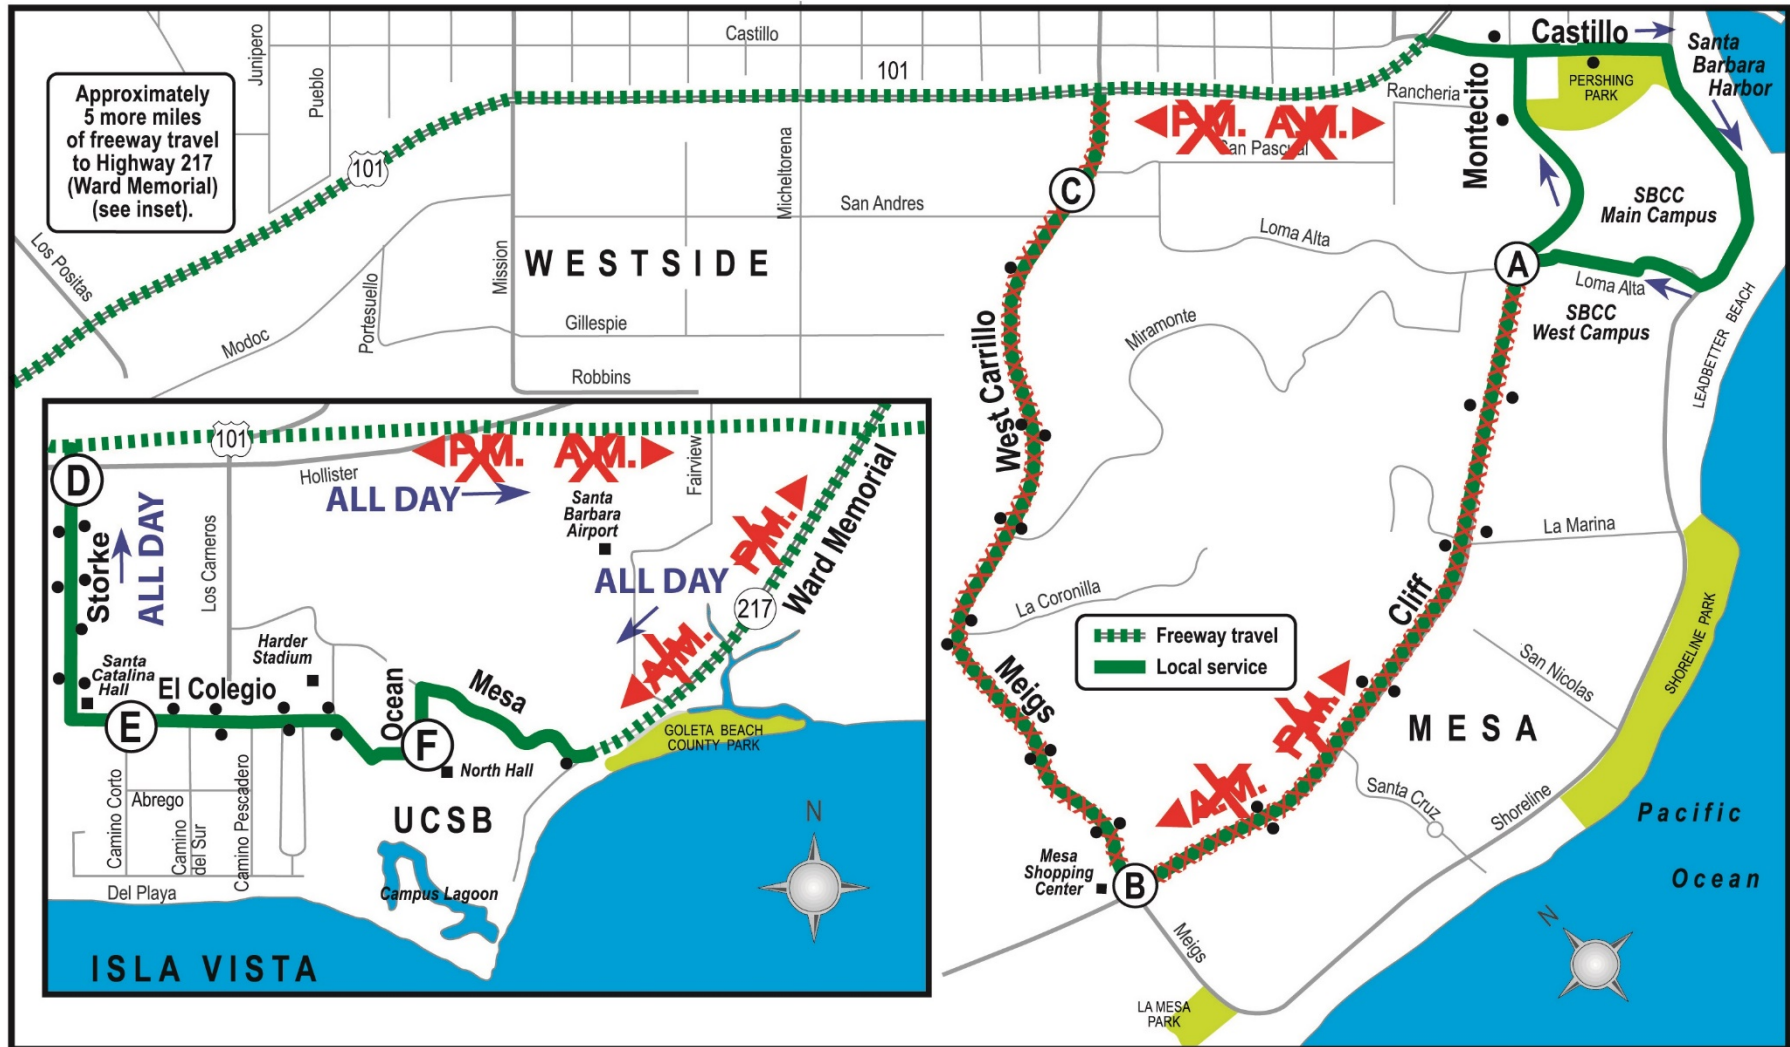 Approximately
5 more miles
of freeway travel
to Highway 217
(Ward Memorial)
(see inset).
Junipero
Pueblo
Castillo
101
101
Los Positas
Modoc
Portesuello
Mission
Micheltorena
WESTSIDE
San Andres
Gillespie
Robbins
P.M.
A.M.
San Pascual
Rancheria
Castillo
Montecito
PERSHING
PARK
Santa
Barbara
Harbor
SBCC
Main Campus
C
A
Loma Alta
Loma Alta
SBCC
West Campus
LEADBETTER BEACH
West Carrillo
Miramonte
La Marina
La Coronilla
Cliff
Freeway travel
Local service
Meigs
P.M.
A.M.
MESA
San Nicolas
SHORELINE PARK
Santa Cruz
Shoreline
Mesa
Shopping
Center
B
Meigs
LA MESA
PARK
Pacific
Ocean
N
101
D
Hollister
P.M.
A.M.
ALL DAY
Fairview
Santa
Barbara
Airport
Storke
ALL DAY
Los Carneros
ALL DAY
P.M.
A.M.
217
Ward Memorial
Harder
Stadium
Santa
Catalina
Hall
El Colegio
E
Ocean
Mesa
F
North Hall
GOLETA BEACH
COUNTY PARK
UCSB
Camino Corto
Abrego
Camino
del Sur
Camino Pescadero
Del Playa
Campus Lagoon
ISLA VISTA
N